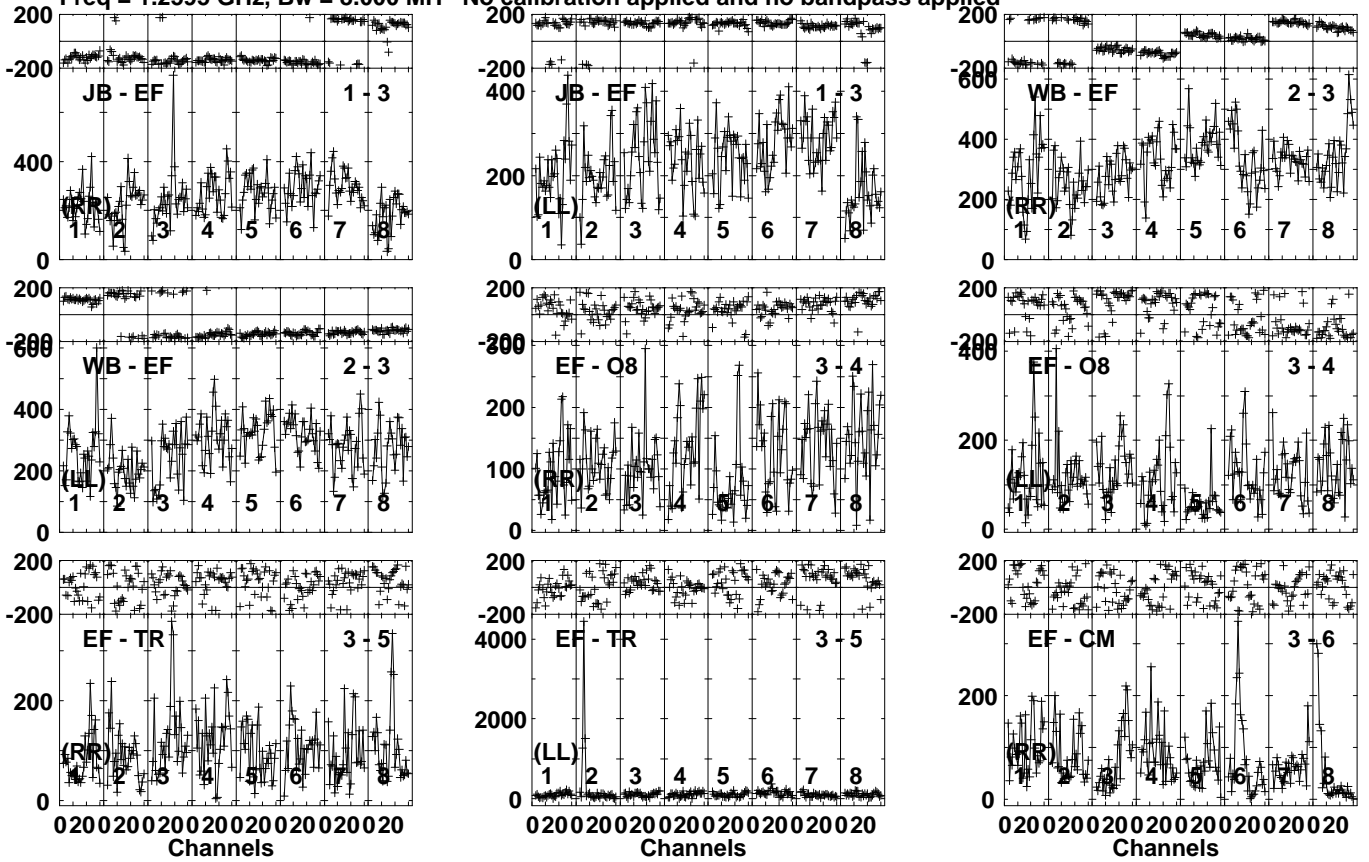 Freq = 1.2593 GHz, Bw = 8.000 MH No calibration applied and no bandpass applied
200 200 200
-200 -200 -200
JB - EF 1 - 3 JB - EF 1 - 3 WB - EF 2 - 3
600
400 400 400
200 200
(RR) (LL) (RR)
1 2 3 4 5 6 7 8 1 2 3 4 5 6 7 8 1 2 3 4 5 6 7 8
0 0 0
200 200 200
-200 -200 -200
600 300 400
WB - EF 2 - 3 EF - O8 3 - 4 EF - O8 3 - 4
400 200 200
200 100
(LL) (RR) (LL)
1 2 3 4 5 6 7 8 1 2 3 4 5 6 7 8 1 2 3 4 5 6 7 8
0 0 0
200 200 200
-200 -200 -200
EF - TR 3 - 5 EF - TR 3 - 5 EF - CM 3 - 6
4000
200 2000 200
(RR) (LL) (RR)
1 2 3 4 5 6 7 8 1 2 3 4 5 6 7 8 1 2 3 4 5 6 7 8
0 0 0
0 20 0 20 0 20 0 20 0 20 0 20 0 20 0 20 0 20 0 20 0 20 0 20 0 20 0 20 0 20 0 20 0 20 0 20 0 20 0 20 0 20 0 20 0 20 0 20
Channels Channels Channels